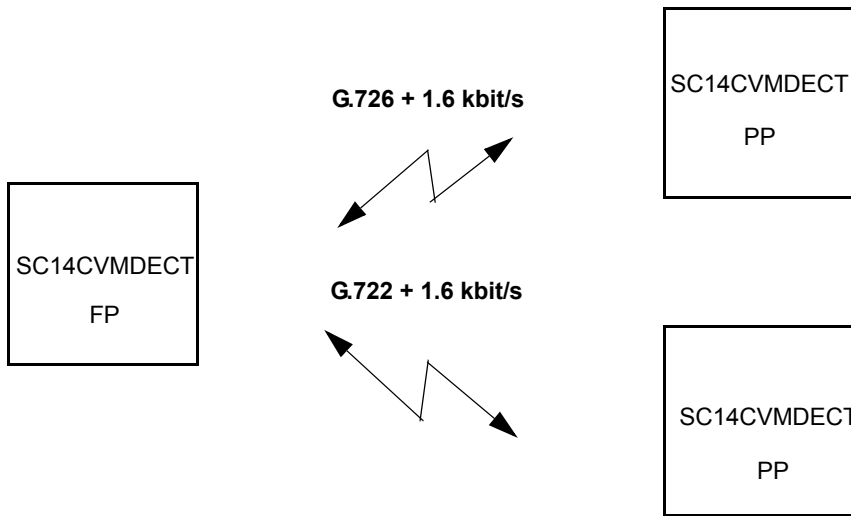 G.726 + 1.6 kbit/s
SC14CVMDECT
PP
SC14CVMDECT
FP
G.722 + 1.6 kbit/s
SC14CVMDECT
PP